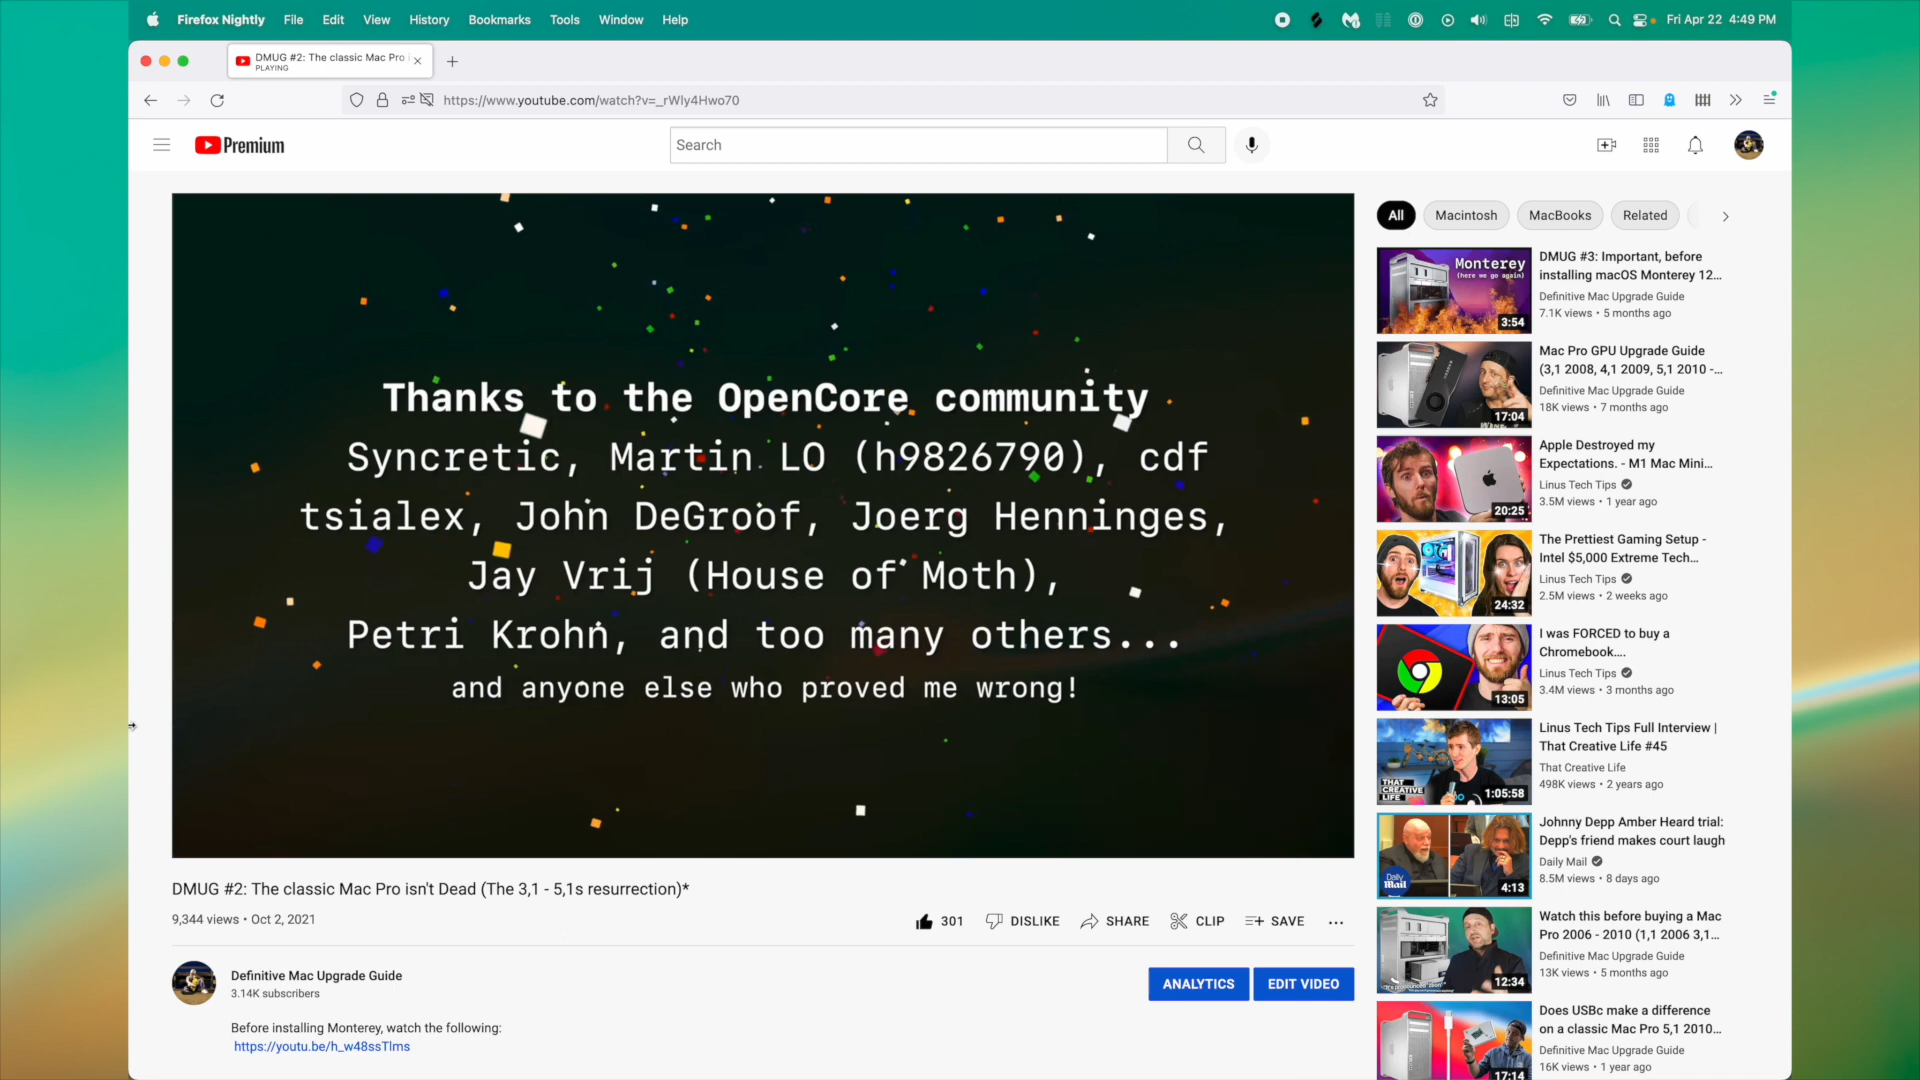 Firefox Nightly File Edit View History Bookmarks Tools Window Help
Fri Apr 22 4:49 PM
DMUG #2: The classic Mac Pro i
PLAYING
https://www.youtube.com/watch?v=_rWly4Hwo70
Premium
Search
Thanks to the OpenCore community
Syncretic, Martin LO (h9826790), cdf
tsialex, John DeGroof, Joerg Henninges,
Jay Vrij (House of Moth),
Petri Krohn, and too many others...
and anyone else who proved me wrong!
DMUG #2: The classic Mac Pro isn't Dead (The 3,1 - 5,1s resurrection)*
9,344 views • Oct 2, 2021
301 DISLIKE SHARE CLIP SAVE
Definitive Mac Upgrade Guide
3.14K subscribers
ANALYTICS EDIT VIDEO
Before installing Monterey, watch the following:
https://youtu.be/h_w48ssTlms
All Macintosh MacBooks Related
Monterey
(here we go again)
3:54
DMUG #3: Important, before
installing macOS Monterey 12...
Definitive Mac Upgrade Guide
7.1K views • 5 months ago
17:04
Mac Pro GPU Upgrade Guide
(3,1 2008, 4,1 2009, 5,1 2010 -...
Definitive Mac Upgrade Guide
18K views • 7 months ago
20:25
Apple Destroyed my
Expectations. - M1 Mac Mini...
Linus Tech Tips
3.5M views • 1 year ago
24:32
The Prettiest Gaming Setup -
Intel $5,000 Extreme Tech...
Linus Tech Tips
2.5M views • 2 weeks ago
13:05
I was FORCED to buy a
Chromebook....
Linus Tech Tips
3.4M views • 3 months ago
THAT
CREATIVE
LIFE
1:05:58
Linus Tech Tips Full Interview |
That Creative Life #45
That Creative Life
498K views • 2 years ago
Daily
Mail
4:13
Johnny Depp Amber Heard trial:
Depp's friend makes court laugh
Daily Mail
8.5M views • 8 days ago
12:34
Watch this before buying a Mac
Pro 2006 - 2010 (1,1 2006 3,1...
Definitive Mac Upgrade Guide
13K views • 5 months ago
17:14
Does USBc make a difference
on a classic Mac Pro 5,1 2010...
Definitive Mac Upgrade Guide
16K views • 1 year ago